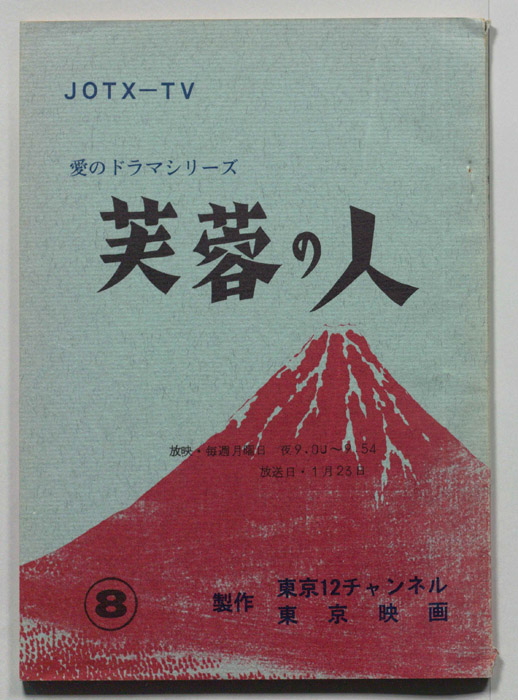 JOTX−TV
愛のドラマシリーズ
芙蓉の人
放映・毎週月曜日 夜9.00〜9.54
放送日・1月26日
8
製作 東京12チャンネル
東京映画